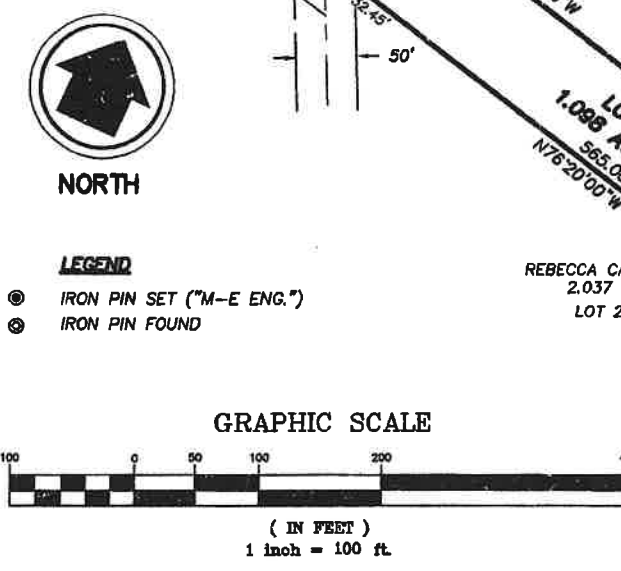 32.45'
W
50'
1.098
565.0
N76°20'00"W
NORTH
LEGEND
IRON PIN SET ("M-E ENG.")
IRON PIN FOUND
REBECCA
2.037
LOT 2
GRAPHIC SCALE
100 0 50 100 200
( IN FEET )
1 inch = 100 ft.